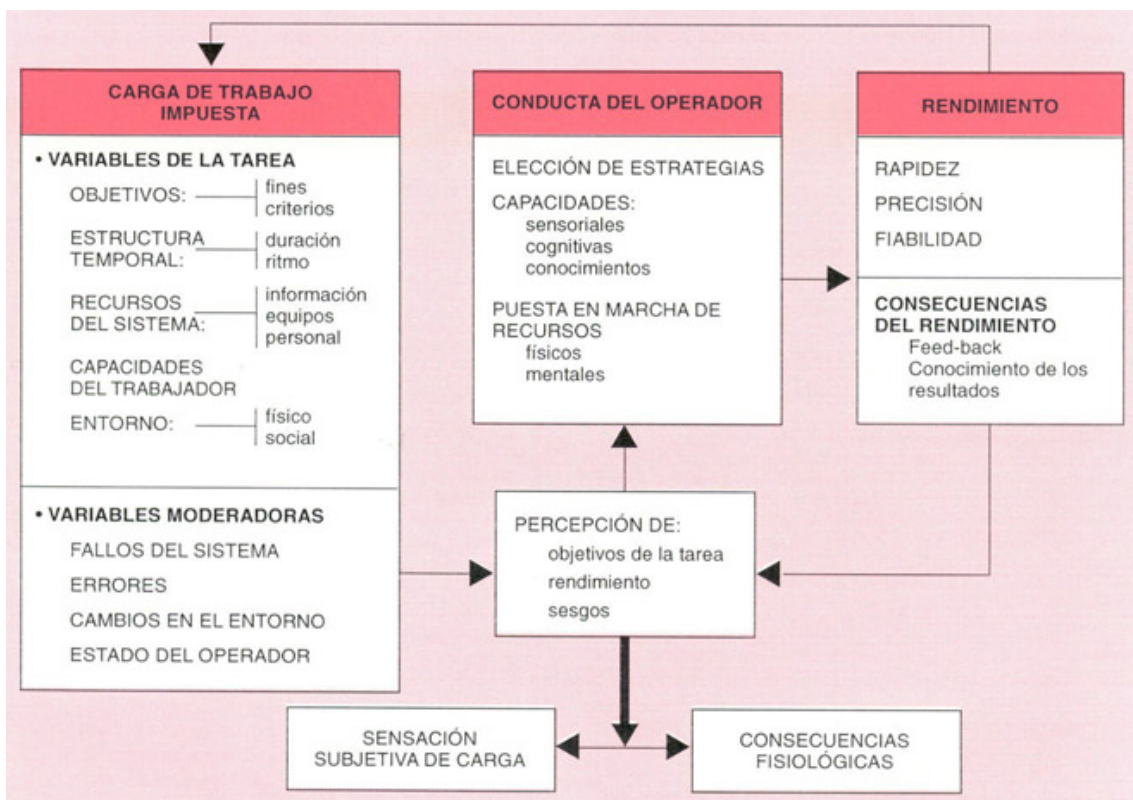 CARGA DE TRABAJO
IMPUESTA
• VARIABLES DE LA TAREA
OBJETIVOS:
fines
criterios
ESTRUCTURA
TEMPORAL:
duración
ritmo
RECURSOS
DEL SISTEMA:
información
equipos
personal
CAPACIDADES
DEL TRABAJADOR
ENTORNO:
físico
social
• VARIABLES MODERADORAS
FALLOS DEL SISTEMA
ERRORES
CAMBIOS EN EL ENTORNO
ESTADO DEL OPERADOR
CONDUCTA DEL OPERADOR
ELECCIÓN DE ESTRATEGIAS
CAPACIDADES:
sensoriales
cognitivas
conocimientos
PUESTA EN MARCHA DE
RECURSOS
físicos
mentales
RENDIMIENTO
RAPIDEZ
PRECISIÓN
FIABILIDAD
CONSECUENCIAS
DEL RENDIMIENTO
Feed-back
Conocimiento de los
resultados
PERCEPCIÓN DE:
objetivos de la tarea
rendimiento
sesgos
SENSACIÓN
SUBJETIVA DE CARGA
CONSECUENCIAS
FISIOLÓGICAS